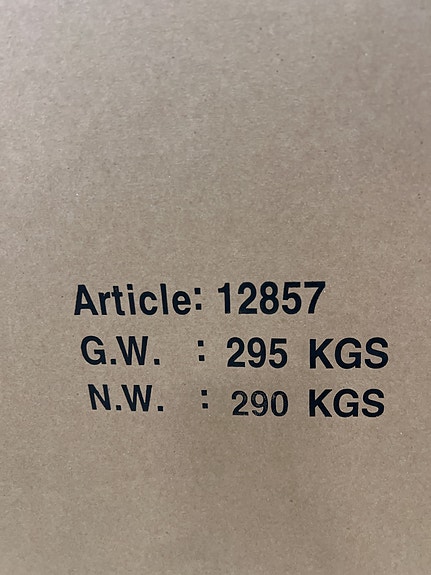 Article: 12857
G.W. : 295 KGS
N.W. : 290 KGS